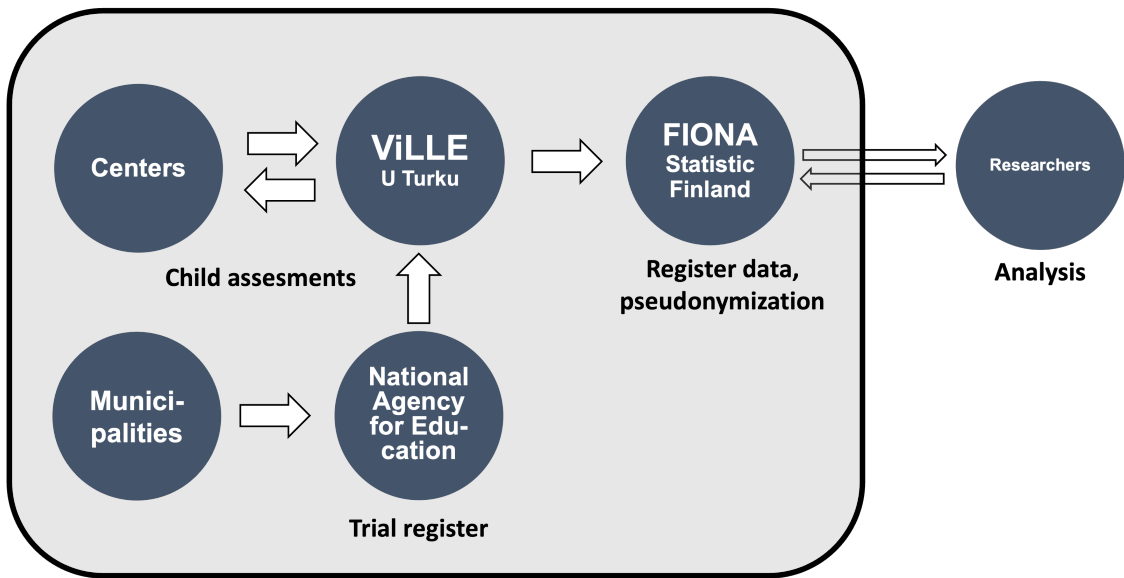 Centers
ViLLE
U Turku
FIONA
Statistic
Finland
Researchers
Child assesments
Register data,
pseudonymization
Analysis
Munici-
palities
National
Agency
for Edu-
cation
Trial register